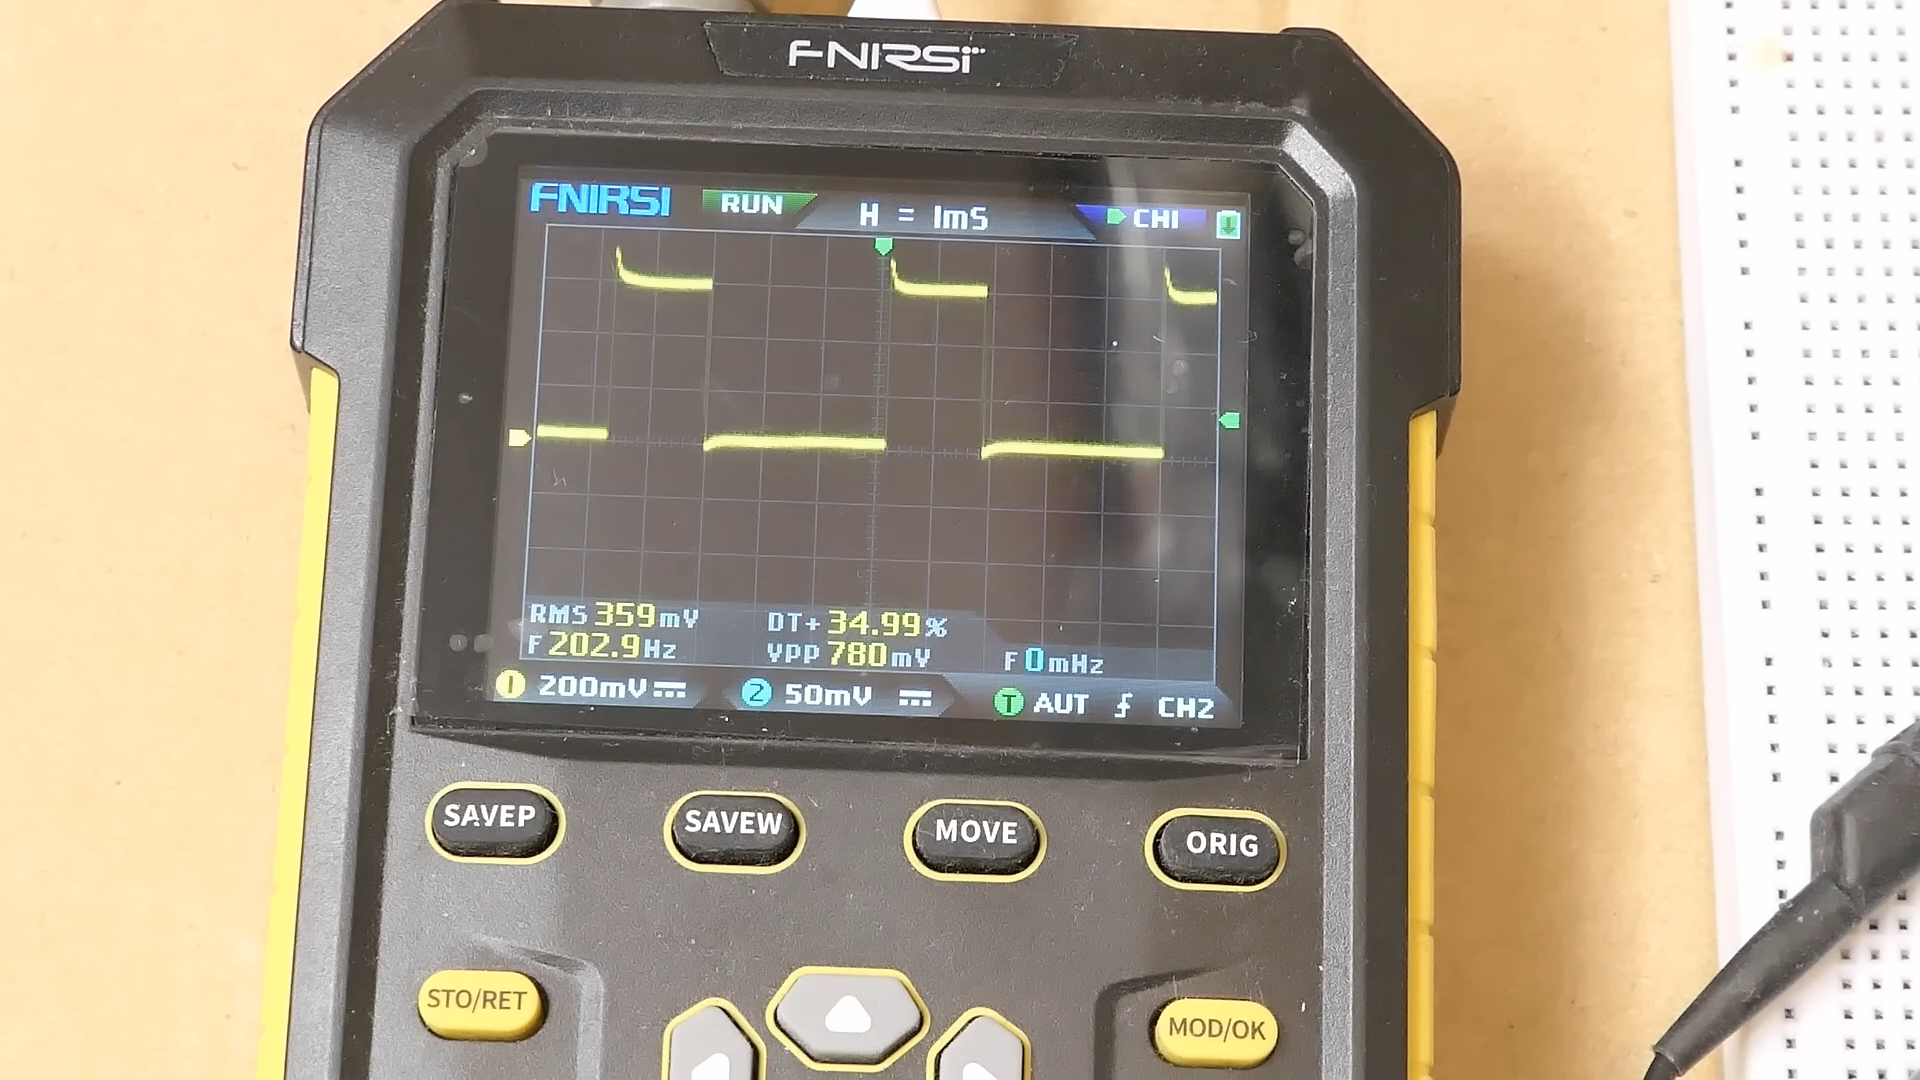 FNIRSI
FNIRSI RUN H = 1mS CH1
RMS 359mV DT+ 34.99%
F 202.9Hz VPP 780mV F 0mHz
1 200mV 2 50mV T AUT CH2
SAVEP SAVEW MOVE ORIG
STO/RET MOD/OK